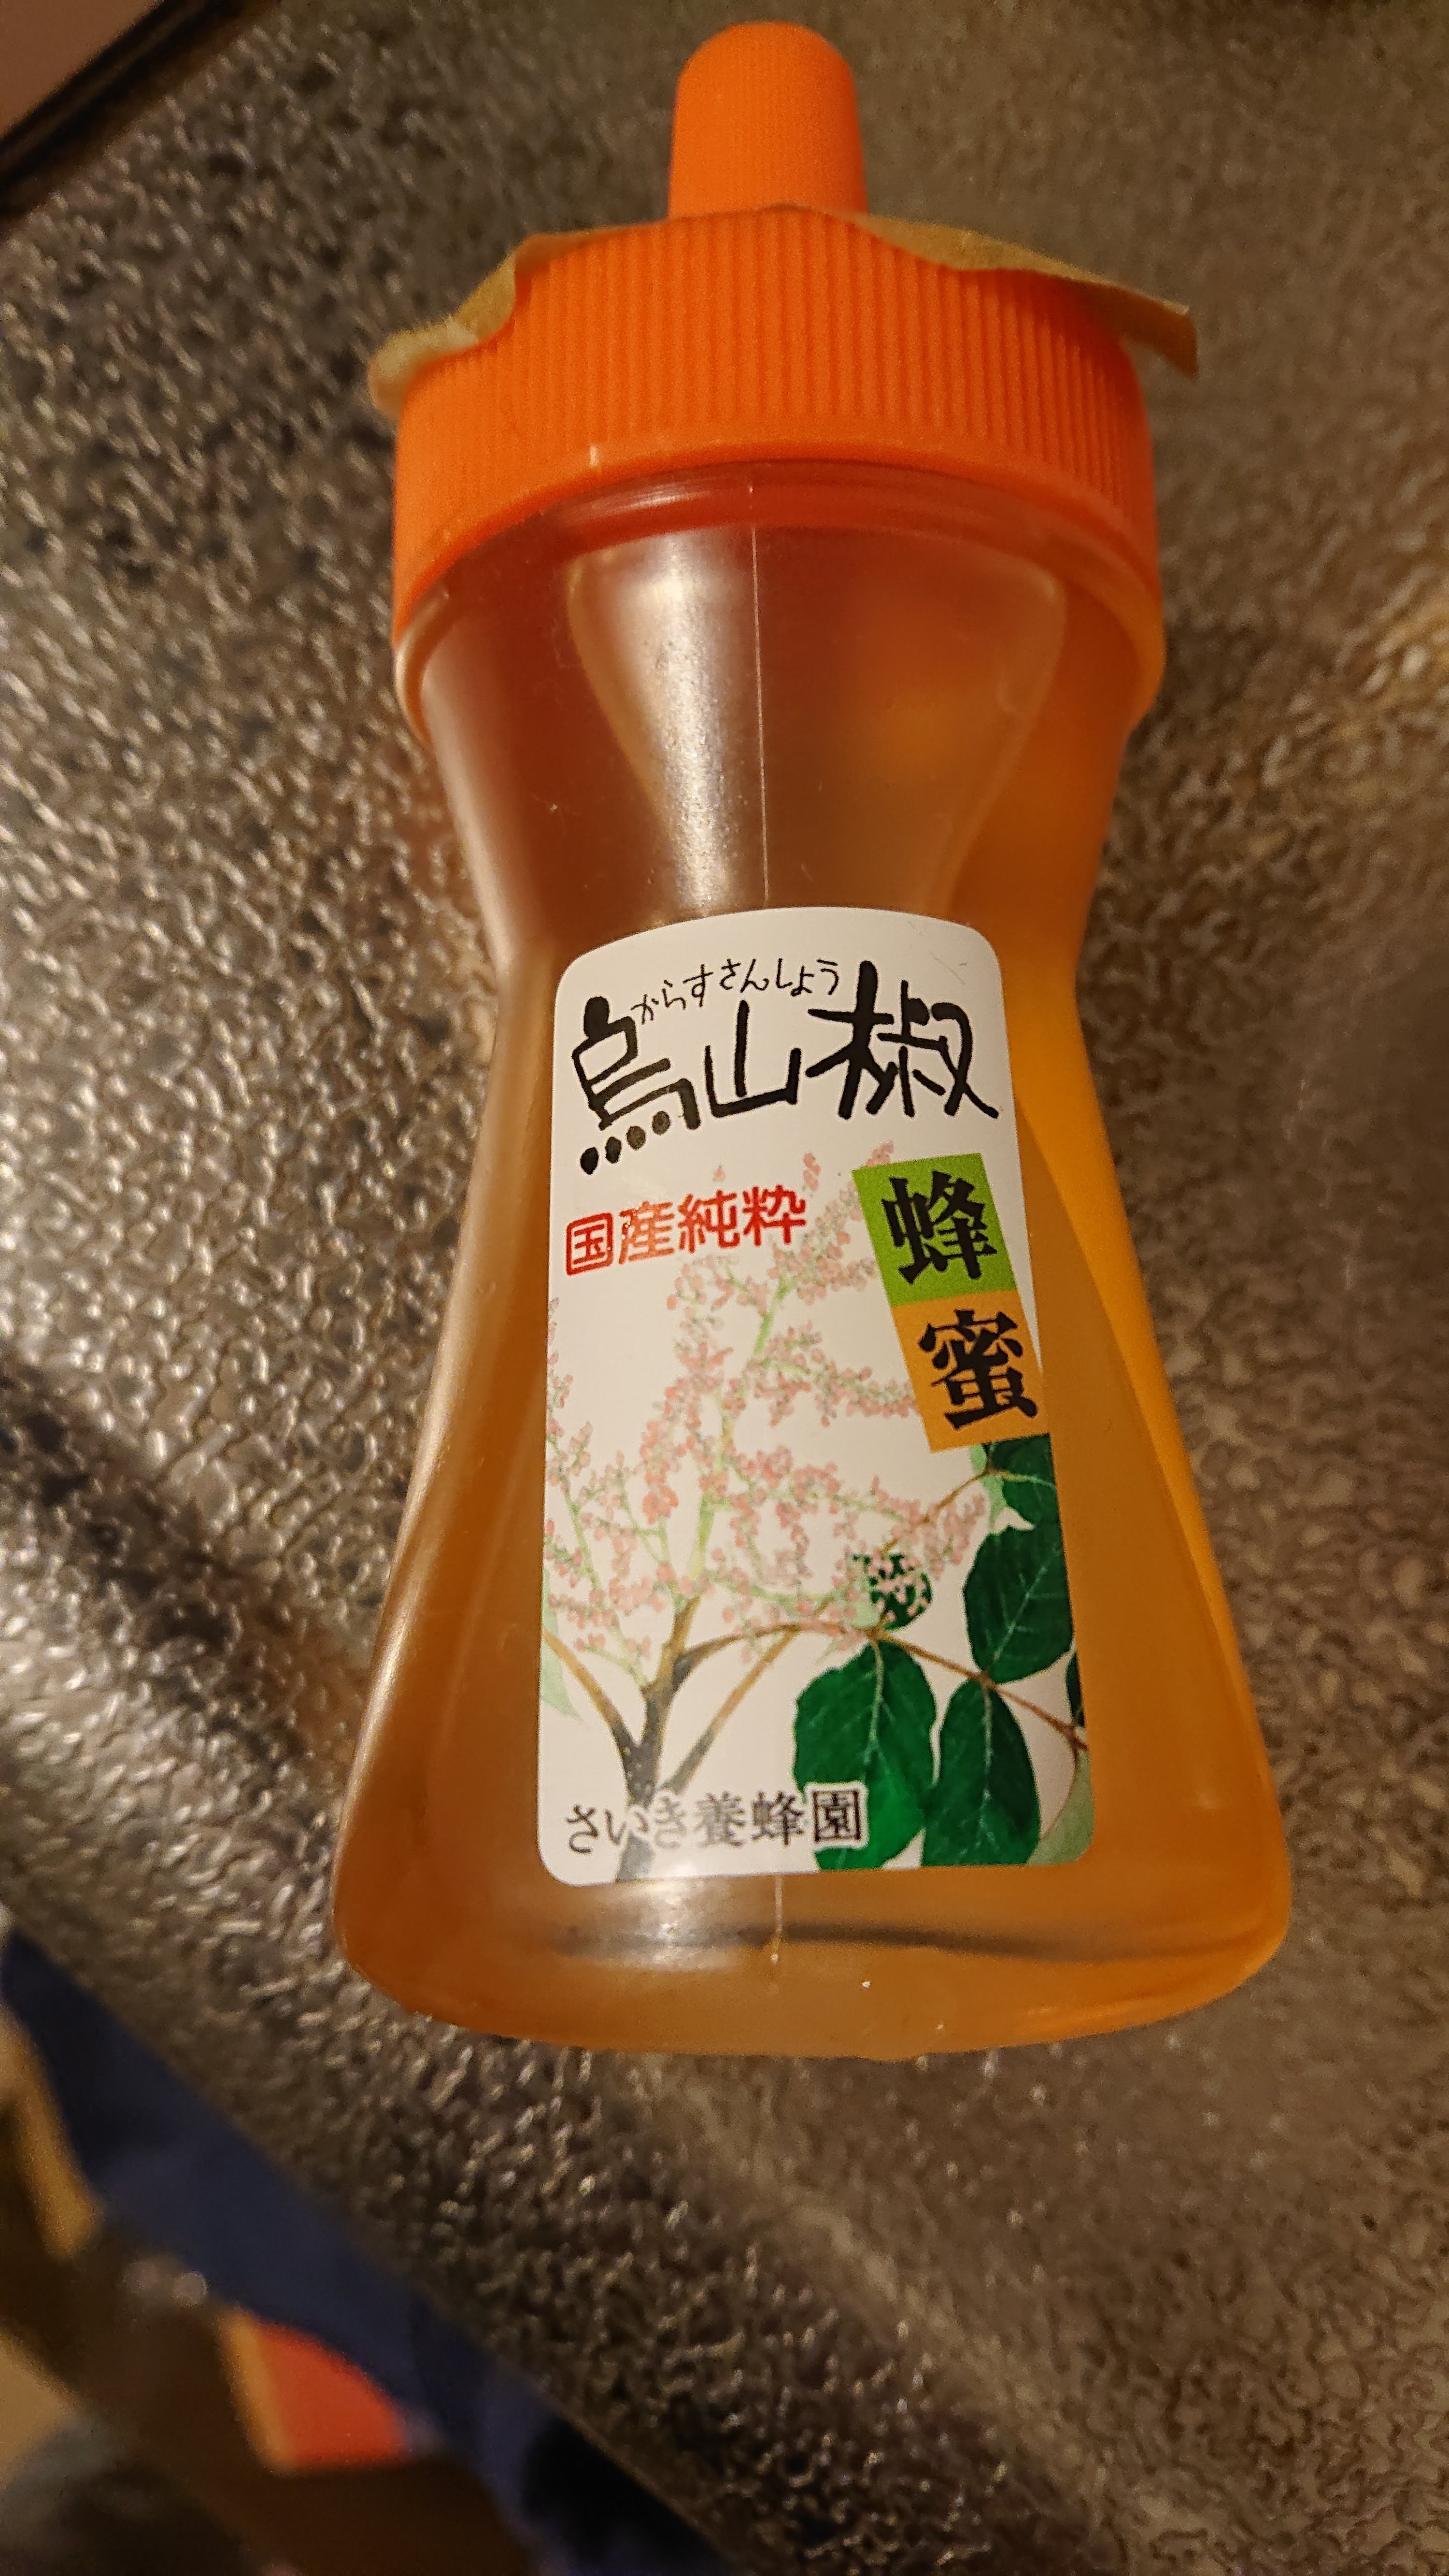 からすさんしょう
烏山椒
国産純粋
蜂蜜
さいき養蜂園